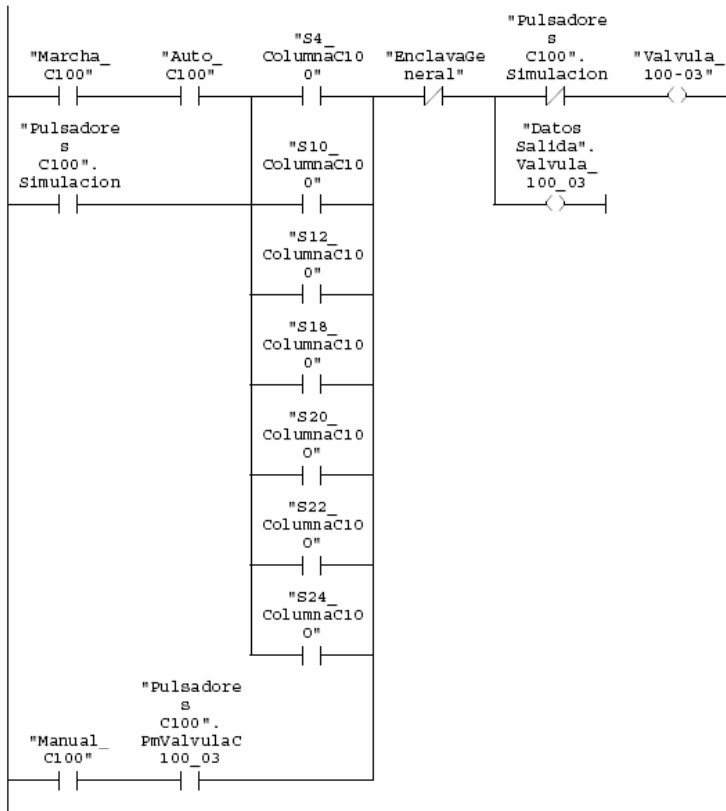 "Marcha_
C100"
"Auto_
C100"
"S4_
ColumnaC10
0"
"EnclavaGe
neral"
"Pulsadore
s
C100".
Simulacion
"Valvula_
100-03"
"Pulsadore
s
C100".
Simulacion
"S10_
ColumnaC10
0"
"Datos
Salida".
Valvula_
100_03
"S12_
ColumnaC10
0"
"S18_
ColumnaC10
0"
"S20_
ColumnaC10
0"
"S22_
ColumnaC10
0"
"S24_
ColumnaC10
0"
"Manual_
C100"
"Pulsadore
s
C100".
PmValvulaC
100_03